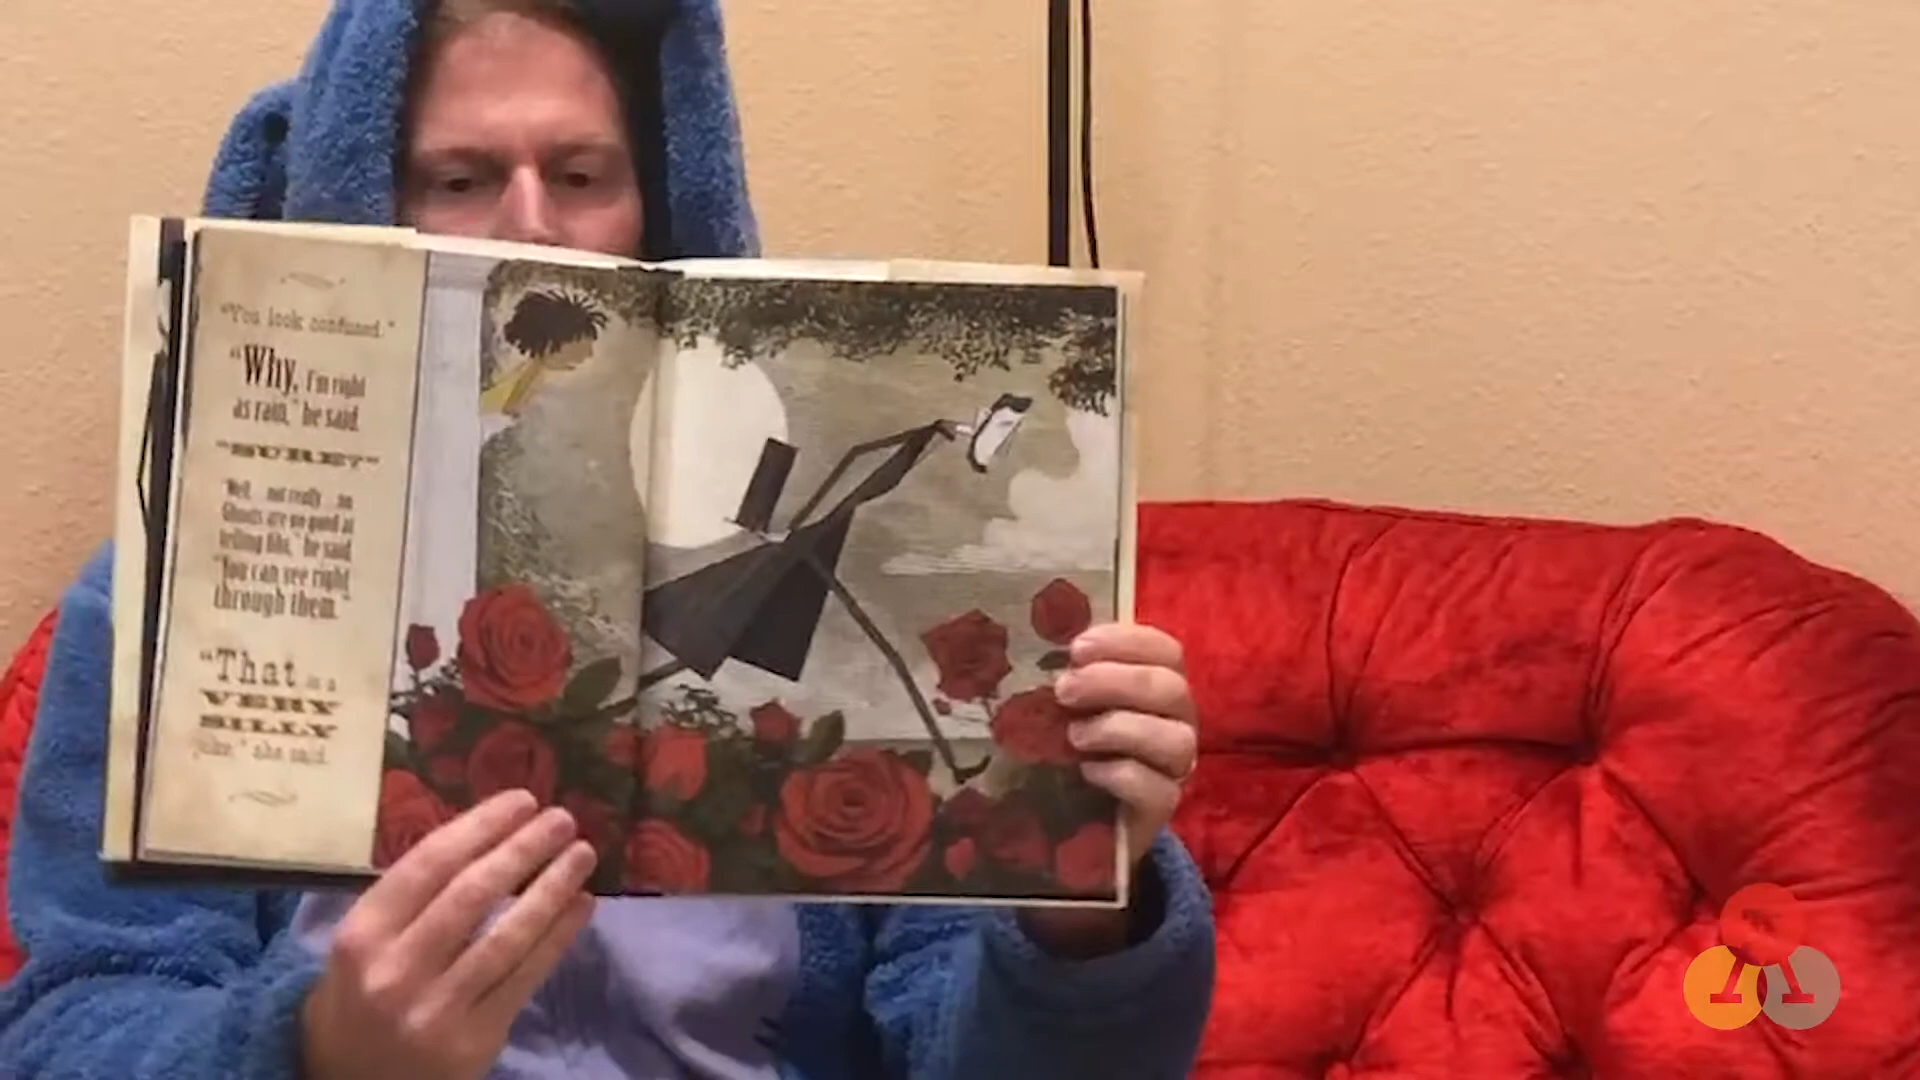 "You look confused."
"Why, I'm right
as rain," he said.
"SURE?"
"Well... not really... no
Ghosts are no good at
telling fibs," he said.
"You can see right
through them."
"That is a
VERY
SILLY
joke," she said.